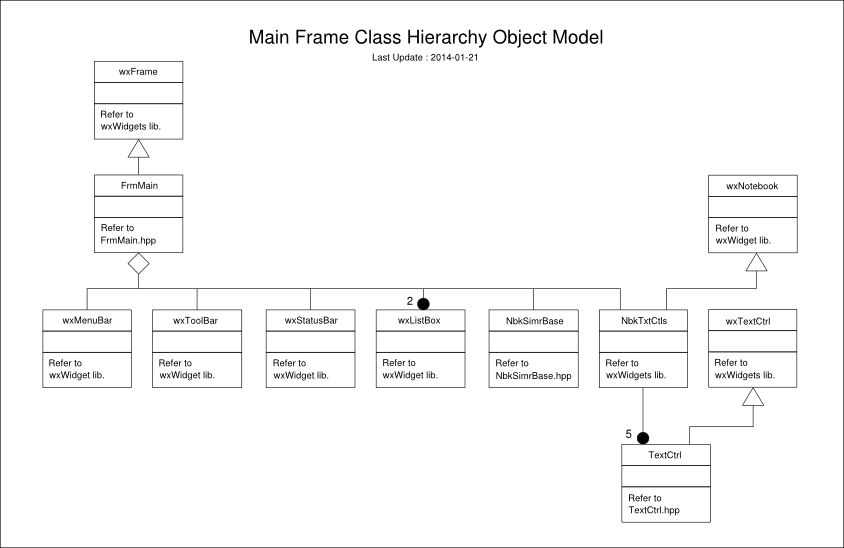 Main Frame Class Hierarchy Object Model
Last Update : 2014-01-21
wxFrame
Refer to
wxWidgets lib.
FrmMain
Refer to
FrmMain.hpp
wxNotebook
Refer to
wxWidget lib.
2
wxMenuBar
Refer to
wxWidget lib.
wxToolBar
Refer to
wxWidget lib.
wxStatusBar
Refer to
wxWidget lib.
wxListBox
Refer to
wxWidget lib.
NbkSimrBase
Refer to
NbkSimrBase.hpp
NbkTxtCtls
Refer to
wxWidgets lib.
wxTextCtrl
Refer to
wxWidgets lib.
5
TextCtrl
Refer to
TextCtrl.hpp